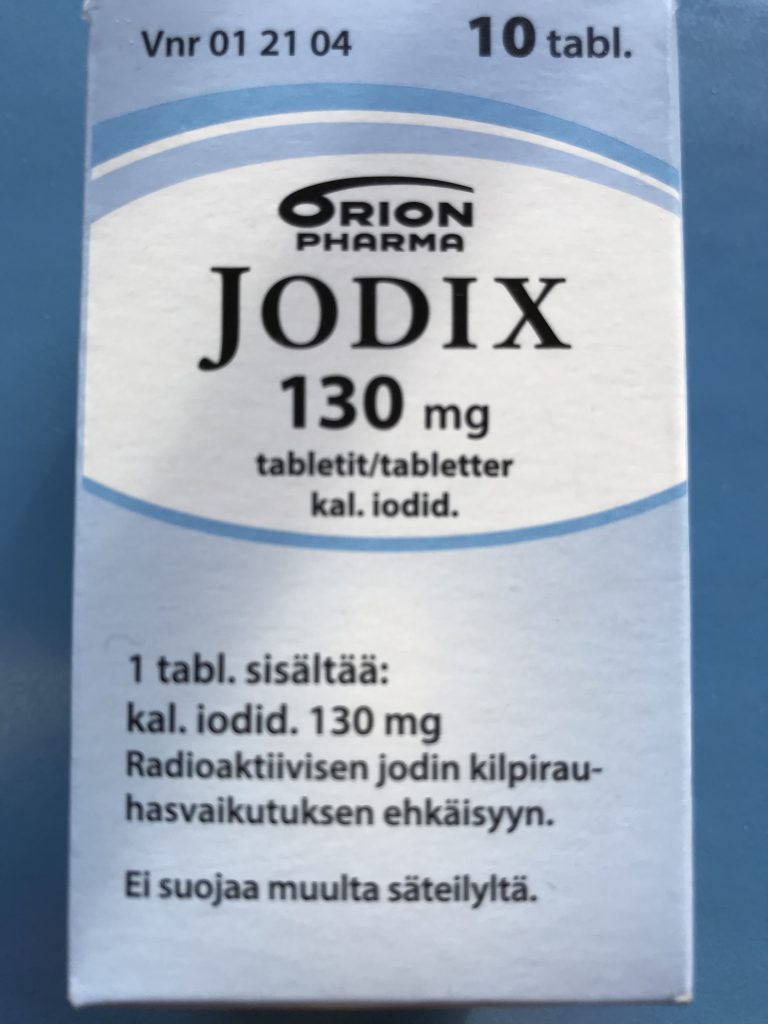 Vnr 01 21 04 10 tabl.
ORION
PHARMA
JODIX
130 mg
tabletit/tabletter
kal. iodid.
1 tabl. sisältää:
kal. iodid. 130 mg
Radioaktiivisen jodin kilpirau-
hasvaikutuksen ehkäisyyn.
Ei suojaa muulta säteilyltä.